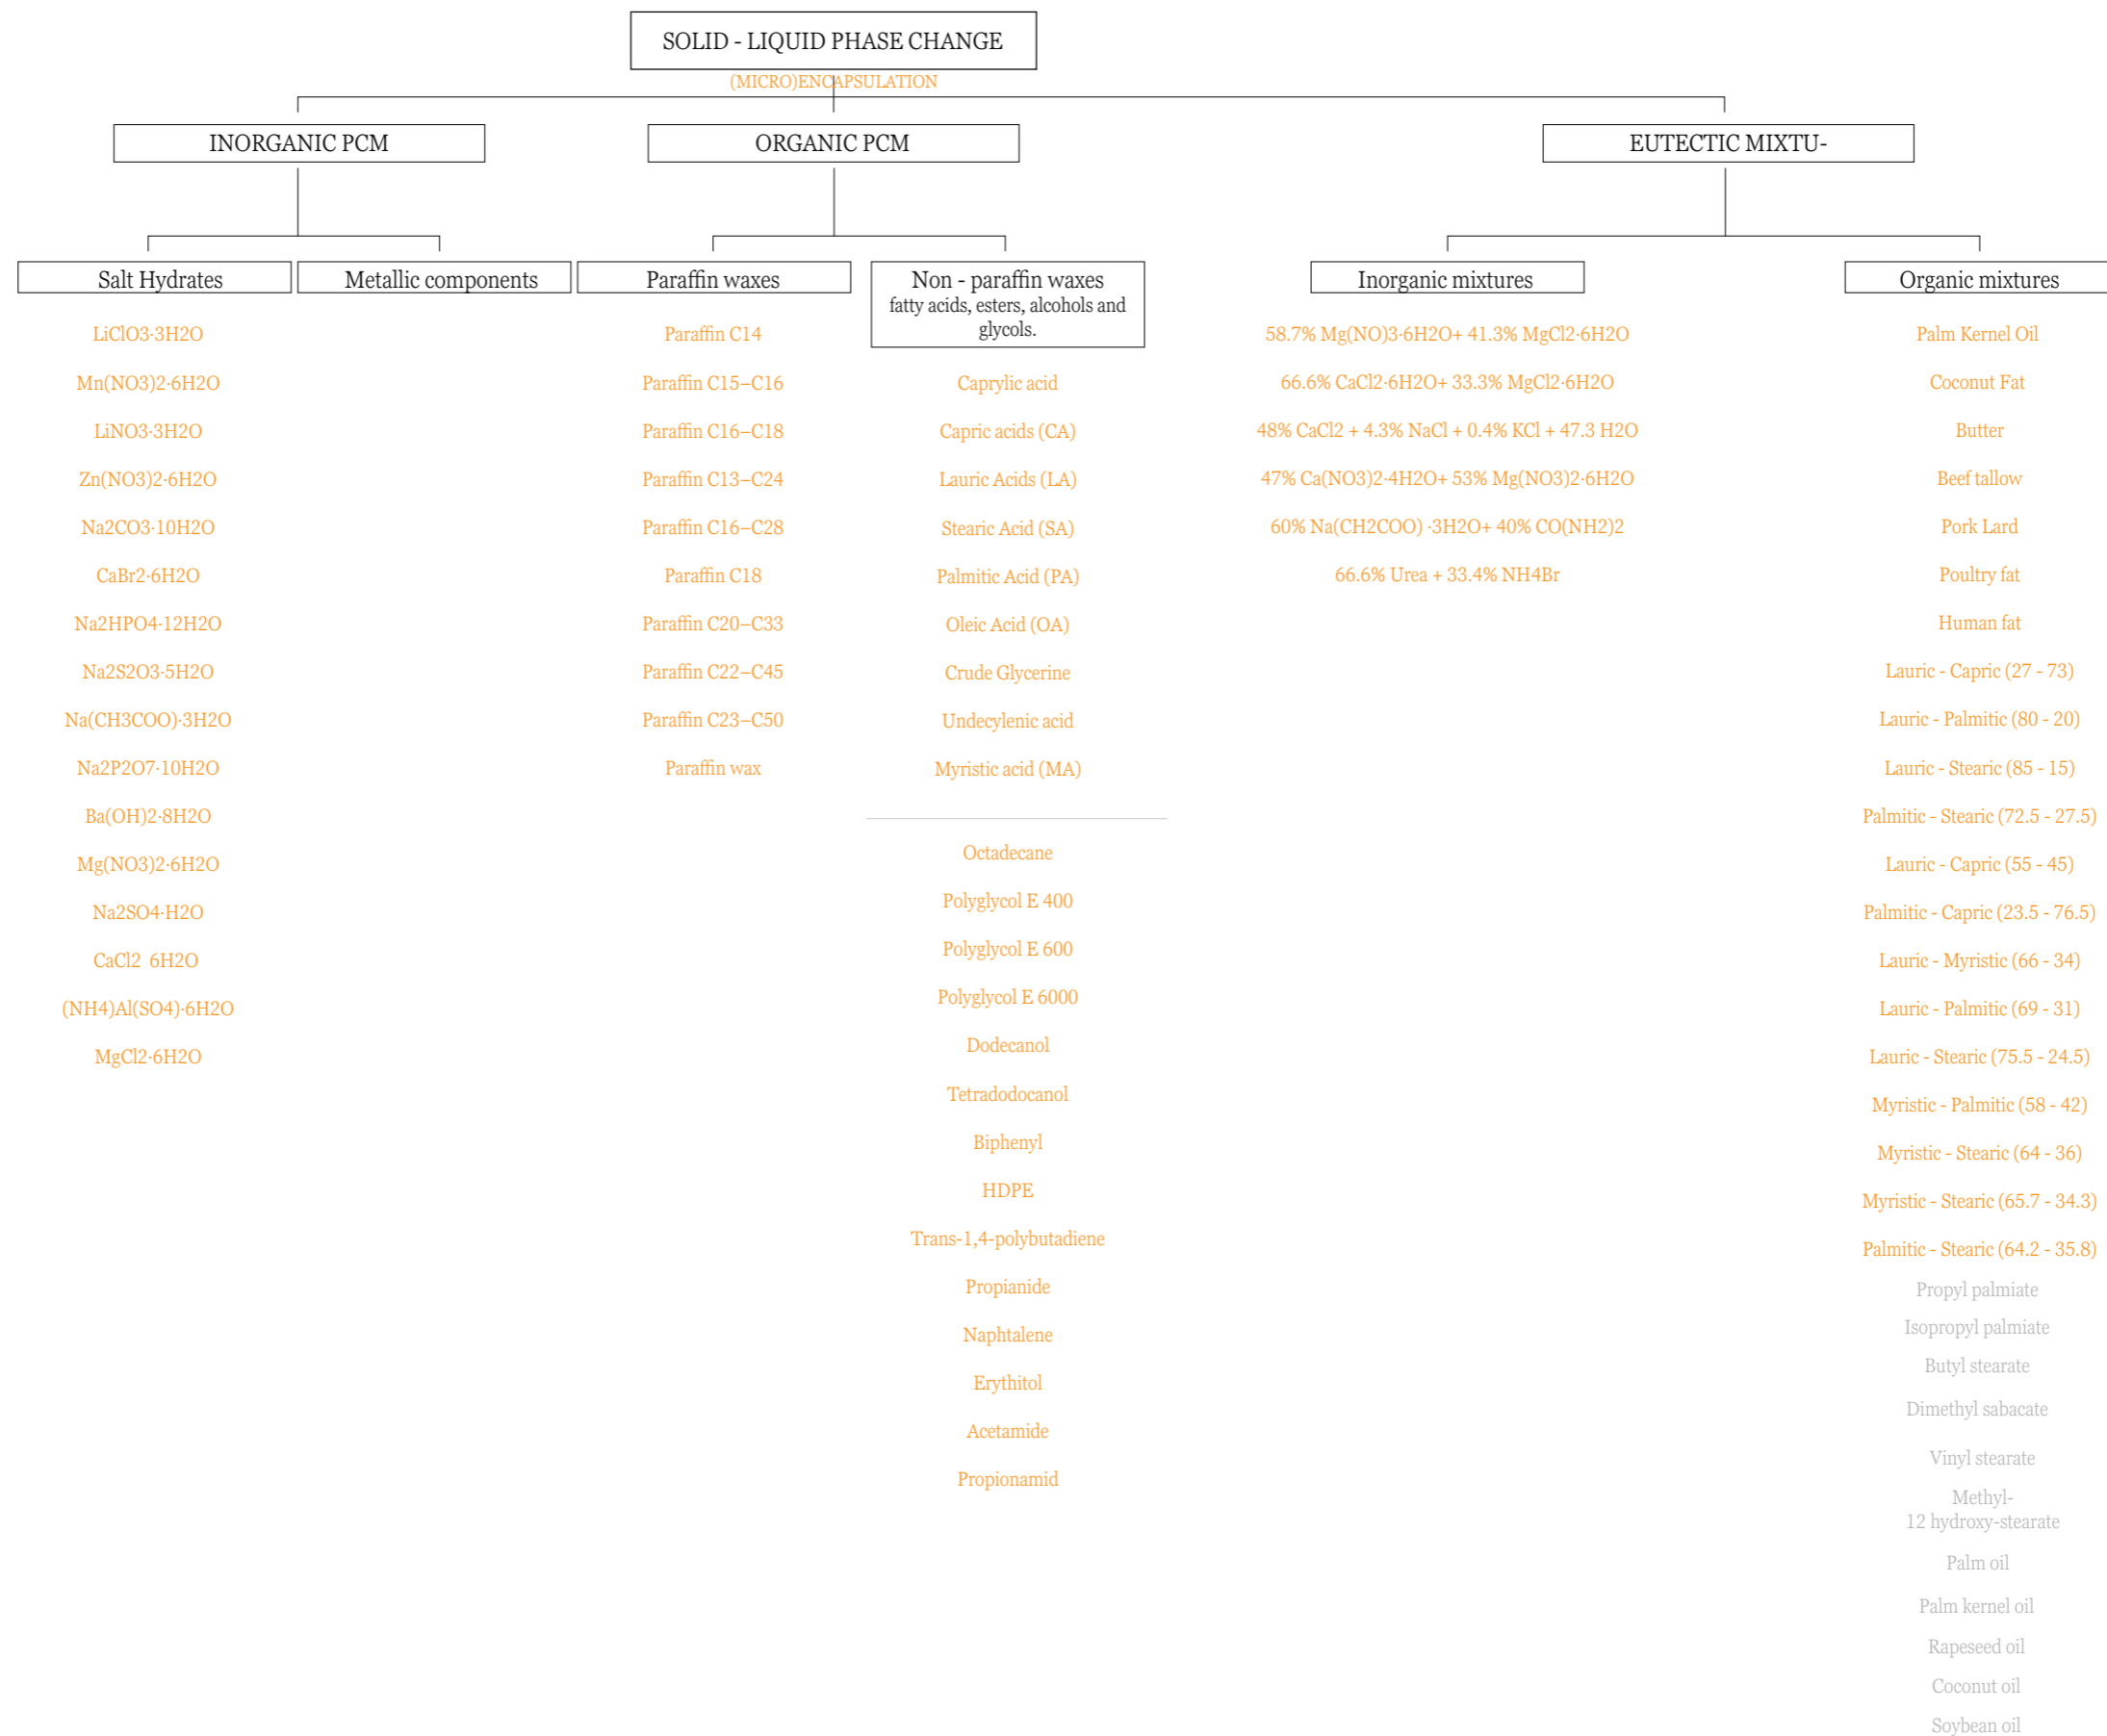 SOLID - LIQUID PHASE CHANGE
(MICRO)ENCAPSULATION
INORGANIC PCM
ORGANIC PCM
EUTECTIC MIXTU-
Salt Hydrates
LiClO3·3H2O
Mn(NO3)2·6H2O
LiNO3·3H2O
Zn(NO3)2·6H2O
Na2CO3·10H2O
CaBr2·6H2O
Na2HPO4·12H2O
Na2S2O3·5H2O
Na(CH3COO)·3H2O
Na2P2O7·10H2O
Ba(OH)2·8H2O
Mg(NO3)2·6H2O
Na2SO4·H2O
CaCl2 6H2O
(NH4)Al(SO4)·6H2O
MgCl2·6H2O
Metallic components
Paraffin waxes
Paraffin C14
Paraffin C15–C16
Paraffin C16–C18
Paraffin C13–C24
Paraffin C16–C28
Paraffin C18
Paraffin C20–C33
Paraffin C22–C45
Paraffin C23–C50
Paraffin wax
Non - paraffin waxes
fatty acids, esters, alcohols and
glycols.
Caprylic acid
Capric acids (CA)
Lauric Acids (LA)
Stearic Acid (SA)
Palmitic Acid (PA)
Oleic Acid (OA)
Crude Glycerine
Undecylenic acid
Myristic acid (MA)
Octadecane
Polyglycol E 400
Polyglycol E 600
Polyglycol E 6000
Dodecanol
Tetradodocanol
Biphenyl
HDPE
Trans-1,4-polybutadiene
Propianide
Naphtalene
Erythitol
Acetamide
Propionamid
Inorganic mixtures
58.7% Mg(NO)3·6H2O+ 41.3% MgCl2·6H2O
66.6% CaCl2·6H2O+ 33.3% MgCl2·6H2O
48% CaCl2 + 4.3% NaCl + 0.4% KCl + 47.3 H2O
47% Ca(NO3)2·4H2O+ 53% Mg(NO3)2·6H2O
60% Na(CH2COO) ·3H2O+ 40% CO(NH2)2
66.6% Urea + 33.4% NH4Br
Organic mixtures
Palm Kernel Oil
Coconut Fat
Butter
Beef tallow
Pork Lard
Poultry fat
Human fat
Lauric - Capric (27 - 73)
Lauric - Palmitic (80 - 20)
Lauric - Stearic (85 - 15)
Palmitic - Stearic (72.5 - 27.5)
Lauric - Capric (55 - 45)
Palmitic - Capric (23.5 - 76.5)
Lauric - Myristic (66 - 34)
Lauric - Palmitic (69 - 31)
Lauric - Stearic (75.5 - 24.5)
Myristic - Palmitic (58 - 42)
Myristic - Stearic (64 - 36)
Myristic - Stearic (65.7 - 34.3)
Palmitic - Stearic (64.2 - 35.8)
Propyl palmiate
Isopropyl palmiate
Butyl stearate
Dimethyl sabacate
Vinyl stearate
Methyl-
12 hydroxy-stearate
Palm oil
Palm kernel oil
Rapeseed oil
Coconut oil
Soybean oil